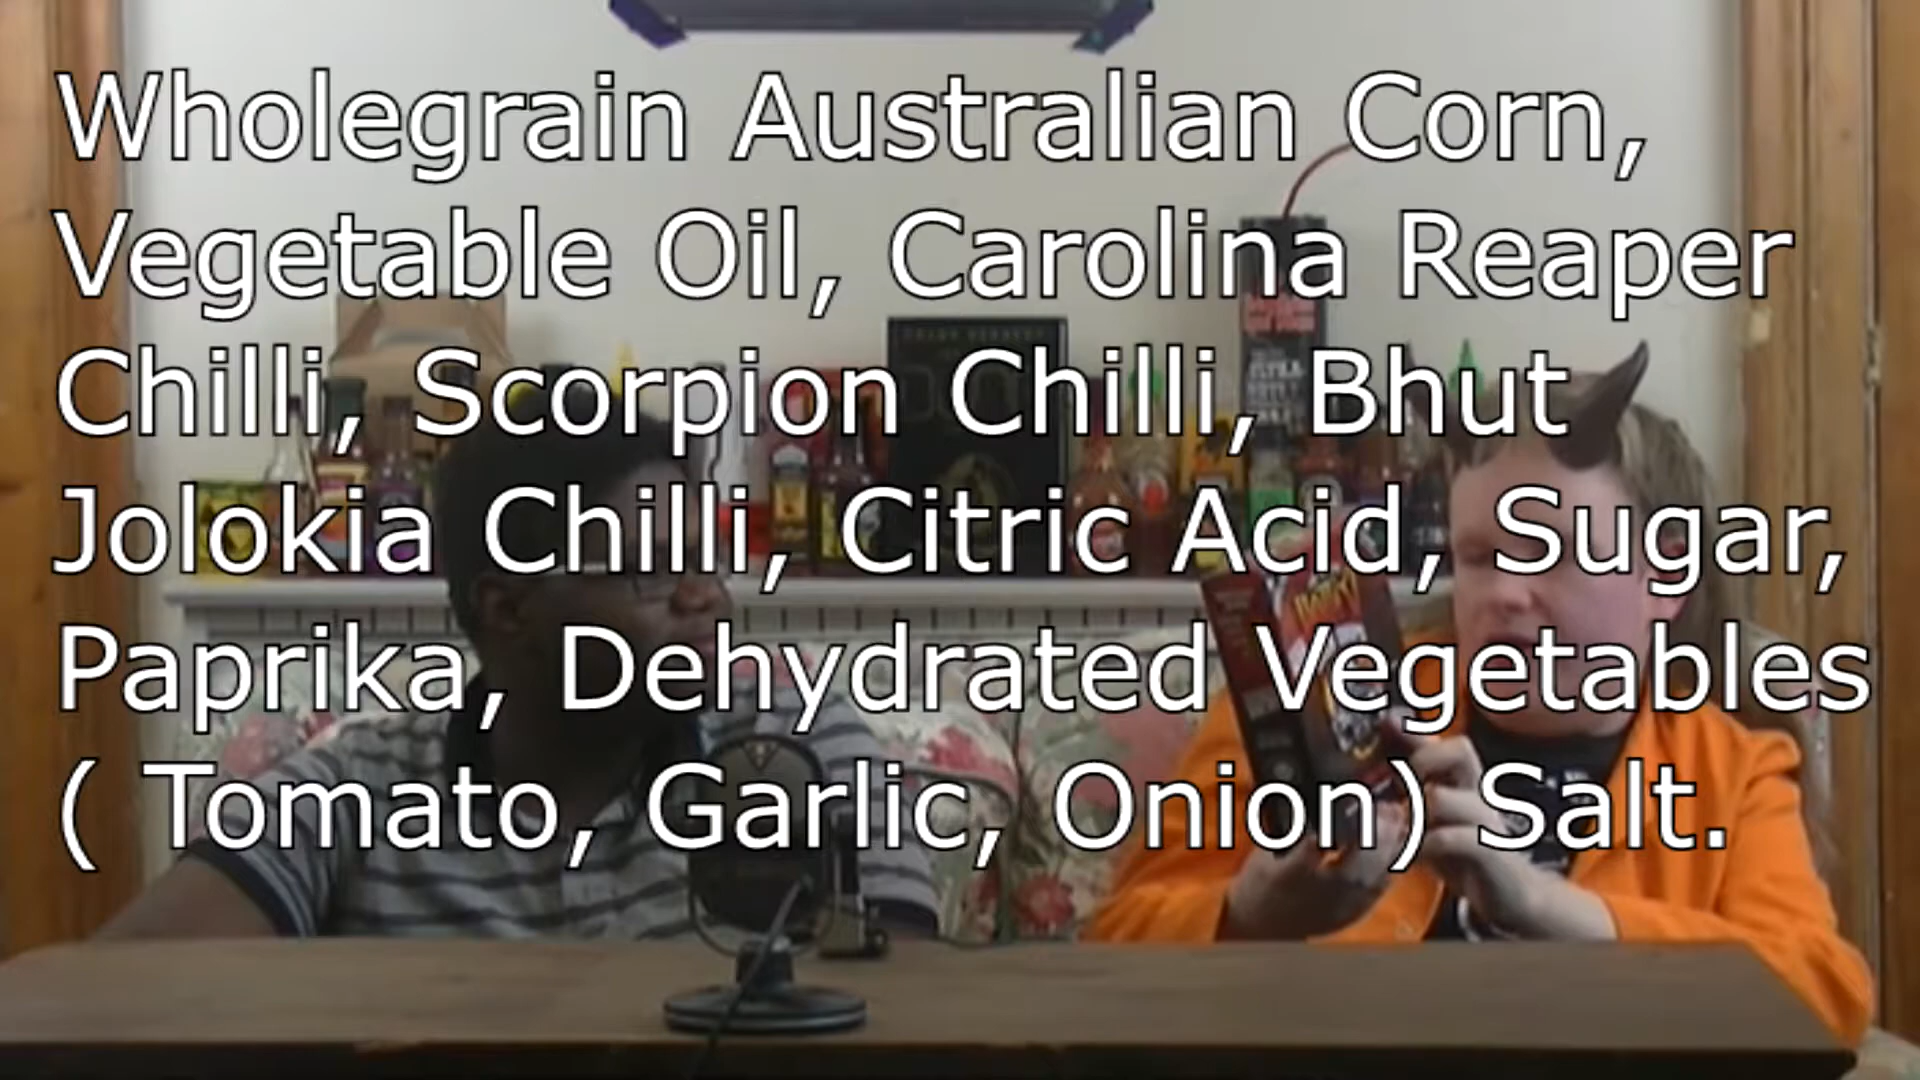 Wholegrain Australian Corn,
Vegetable Oil, Carolina Reaper
Chilli, Scorpion Chilli, Bhut
Jolokia Chilli, Citric Acid, Sugar,
Paprika, Dehydrated Vegetables
( Tomato, Garlic, Onion) Salt.